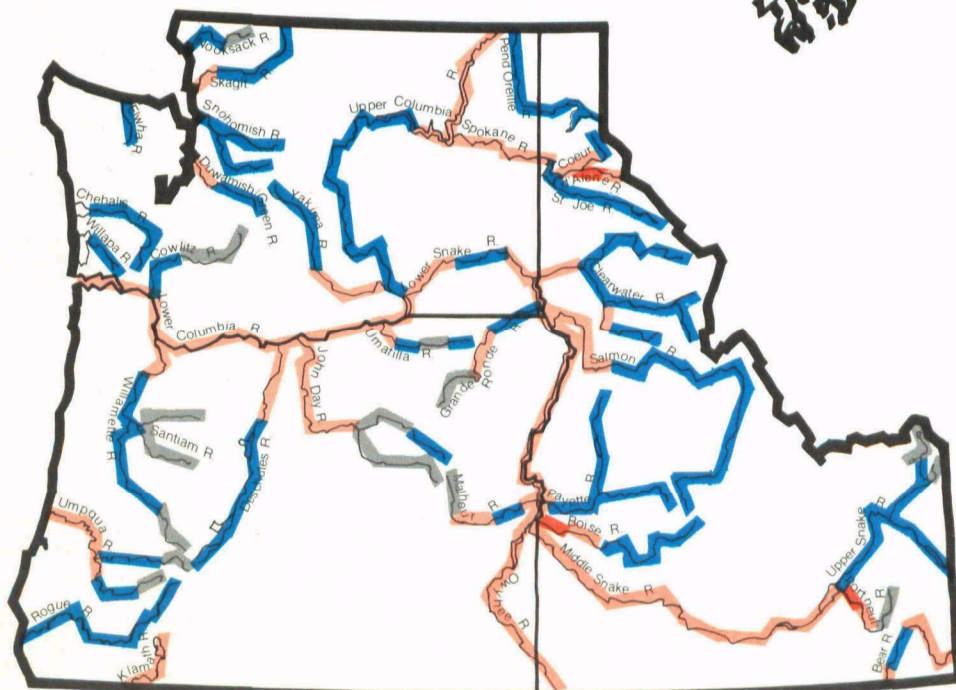 Nooksack R.
Skagit R
Snohomish R
Elwha R.
Duwamish/Green R.
Chehalis R.
Willapa R.
Cowlitz R.
Yakima R
Upper Columbia R.
Spokane R.
Pend Oreille R
Coeur d'Alene R
St. Joe R
Lower Snake R.
Clearwater R
Lower Columbia R
Umatilla R
John Day R
Grande Ronde R
Salmon R
Willamette R
Santiam R.
Deschutes R.
Malheur R
Payette R
Boise R
Middle Snake R
Owyhee R
Upper Snake R
Portneuf R
Bear R
Umpqua R
Rogue R
Klamath R